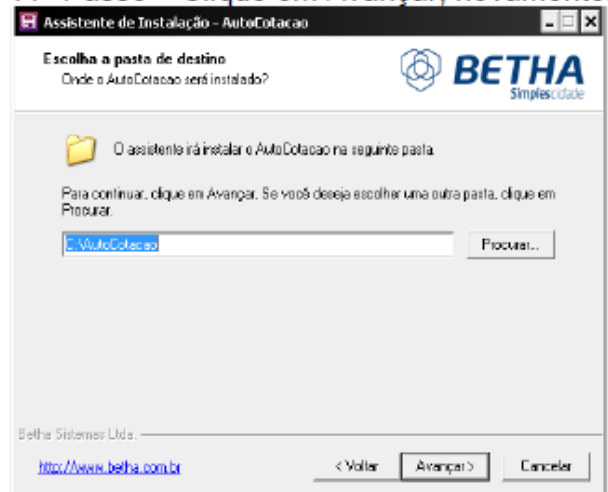 Assistente de Instalação - AutoCotacao
Escolha a pasta de destino
Onde o AutoCotacao será instalado?
BETHA
Simplescidade
O assistente irá instalar o AutoCotacao na seguinte pasta.
Para continuar, clique em Avançar. Se você deseja escolher uma outra pasta, clique em
Procurar.
C:\AutoCotacao
Procurar...
Betha Sistemas Ltda.
http://www.betha.com.br
< Voltar
Avançar >
Cancelar